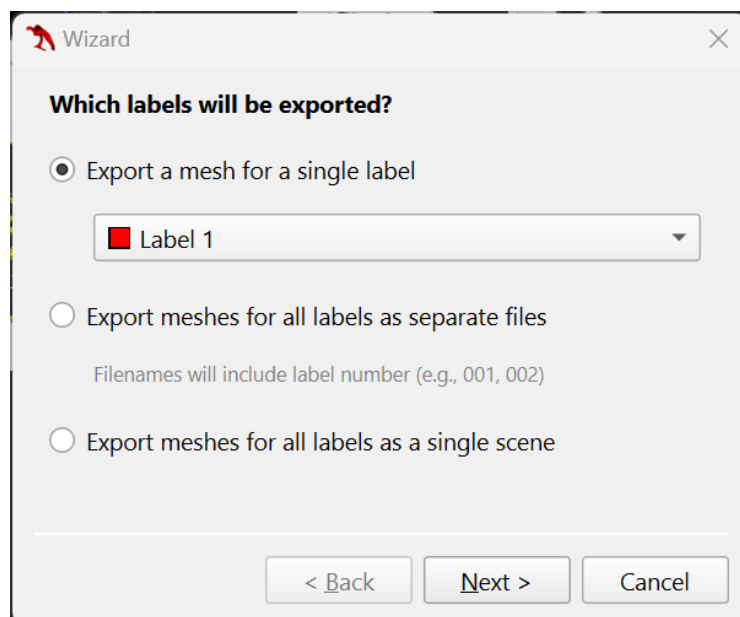 Wizard
Which labels will be exported?
Export a mesh for a single label
Label 1
Export meshes for all labels as separate files
Filenames will include label number (e.g., 001, 002)
Export meshes for all labels as a single scene
< Back Next > Cancel